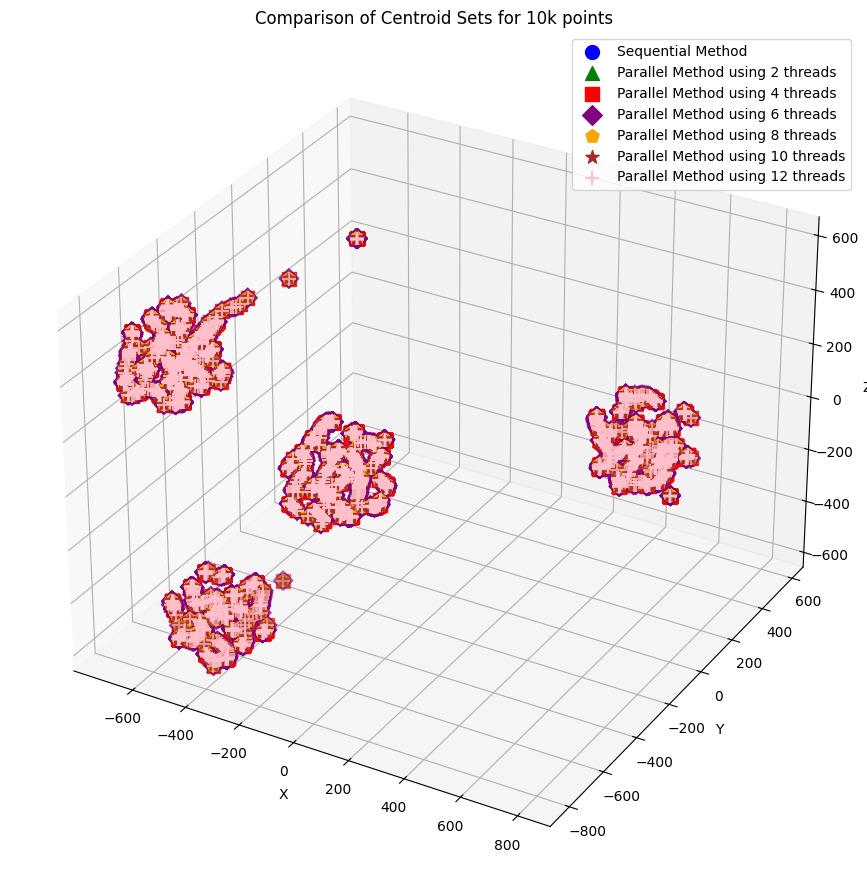 Comparison of Centroid Sets for 10k points
Sequential Method
Parallel Method using 2 threads
Parallel Method using 4 threads
Parallel Method using 6 threads
Parallel Method using 8 threads
Parallel Method using 10 threads
Parallel Method using 12 threads
600
400
200
0
Z
−200
−400
−600
600
400
200
0
−200
Y
−400
−600
−800
−600
−400
−200
0
X
200
400
600
800